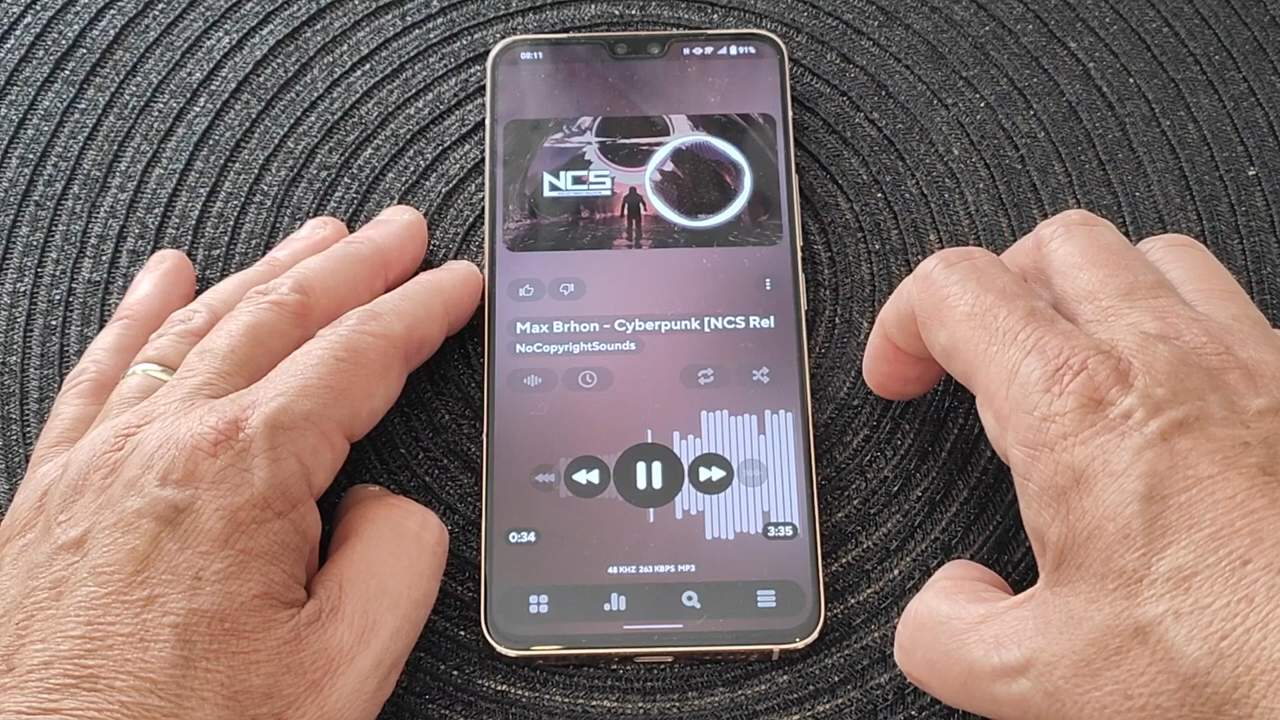 08:11
91%
NCS
Max Brhon - Cyberpunk [NCS Rel
NoCopyrightSounds
0:34
3:35
48 KHZ 263 KBPS MP3